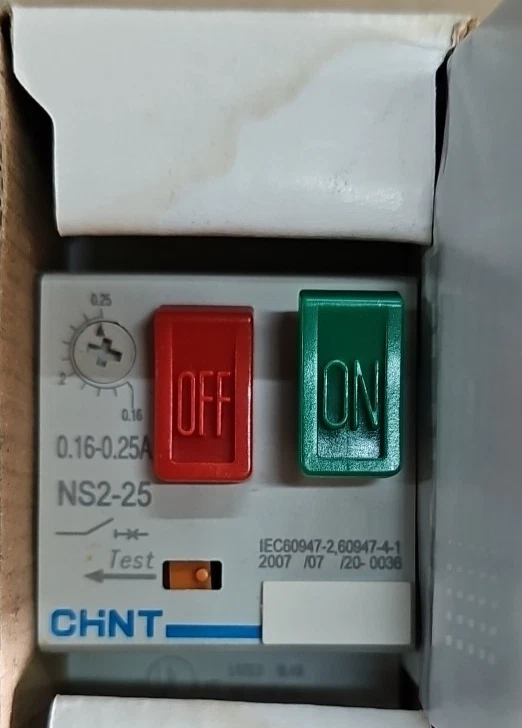 0.25
2
0.16
OFF
ON
0.16-0.25A
NS2-25
IEC60947-2,60947-4-1
2007 /07 /20- 0036
Test
CHNT